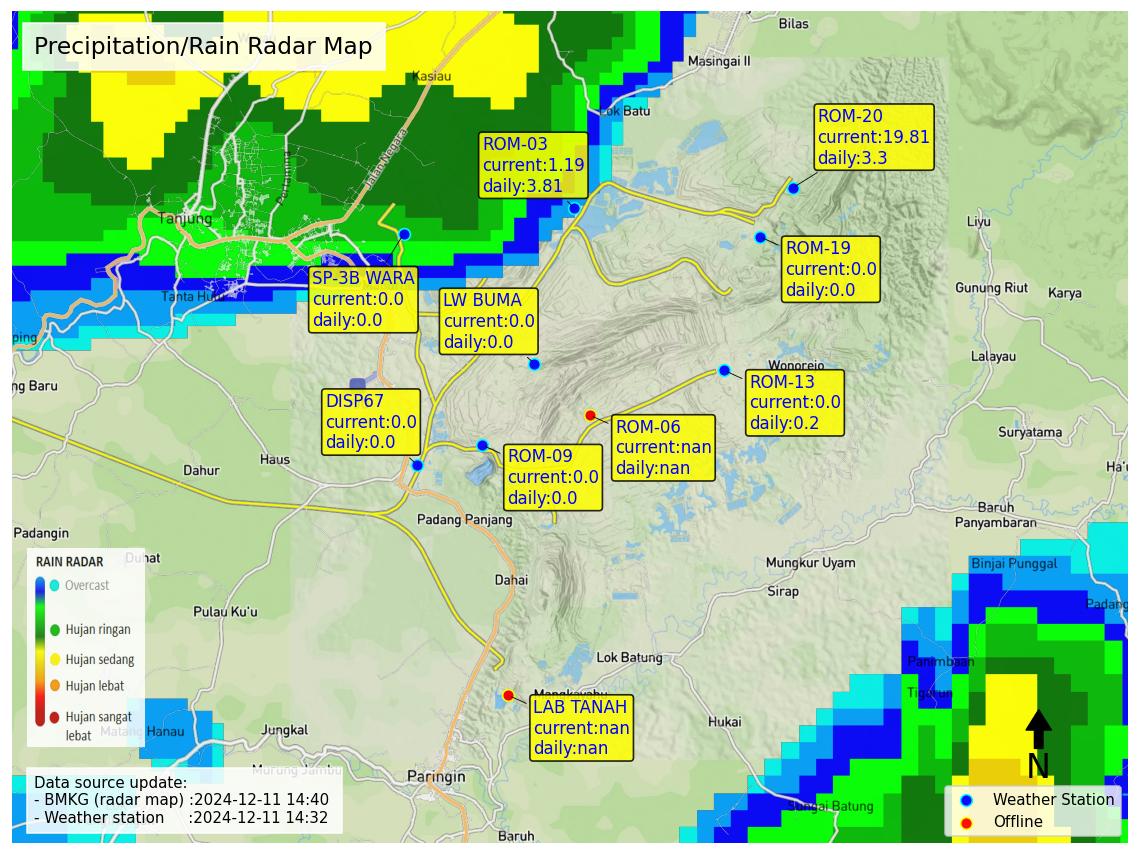 Precipitation/Rain Radar Map
Bilas
Masingai II
Kasiau
Lok Batu
Jalan Negara
Tanjung
Tanta Hulu
ROM-20
current:19.81
daily:3.3
ROM-03
current:1.19
daily:3.81
Liyu
ROM-19
current:0.0
daily:0.0
SP-3B WARA
current:0.0
daily:0.0
LW BUMA
current:0.0
daily:0.0
Gunung Riut
Karya
ping
Lalayau
Wonorejo
ng Baru
ROM-13
current:0.0
daily:0.2
DISP67
current:0.0
daily:0.0
ROM-06
current:nan
daily:nan
Suryatama
Haus
Dahur
ROM-09
current:0.0
daily:0.0
Ha'u
Baruh
Panyambaran
Padang Panjang
Padangin
Duhat
Mungkur Uyam
Binjai Punggal
Dahai
Sirap
Padang
Pulau Ku'u
RAIN RADAR
Overcast
Hujan ringan
Hujan sedang
Hujan lebat
Hujan sangat
lebat
Lok Batung
Panimbaan
Tigarun
Mangkayahu
LAB TANAH
current:nan
daily:nan
Hukai
Matang Hanau
Jungkal
Murung Jambu
Paringin
N
Sungai Batung
Baruh
Data source update:
- BMKG (radar map) :2024-12-11 14:40
- Weather station :2024-12-11 14:32
Weather Station
Offline